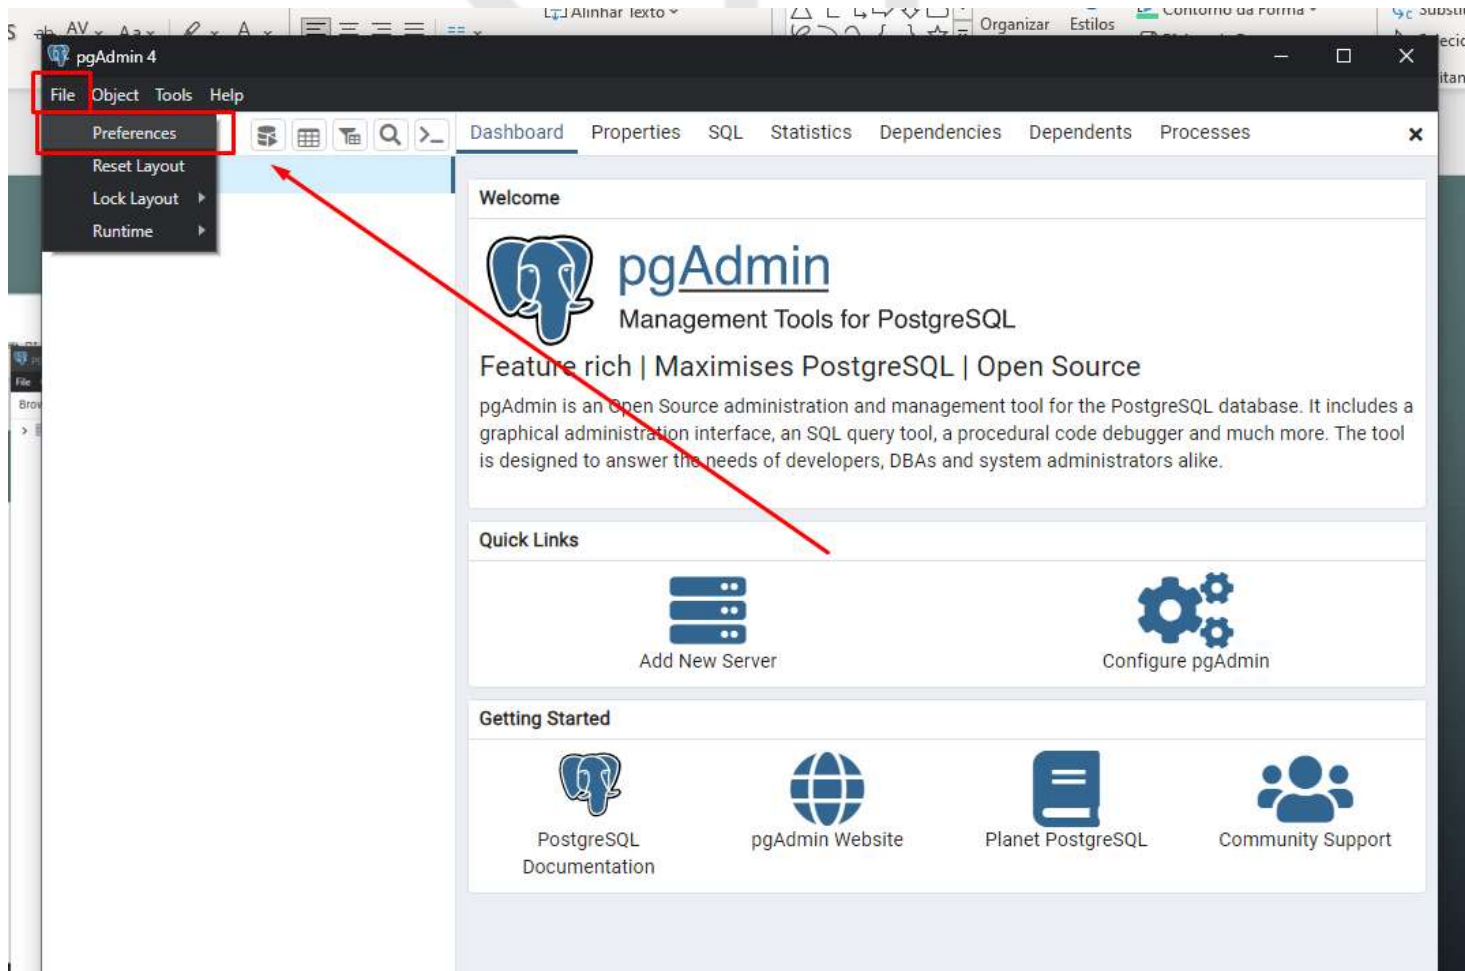 Alinhar Texto
Organizar
Estilos
Contorno da Forma
AV
Aa
A
pgAdmin 4
File Object Tools Help
Preferences
Reset Layout
Lock Layout
Runtime
Dashboard Properties SQL Statistics Dependencies Dependents Processes
Welcome
pgAdmin
Management Tools for PostgreSQL
Feature rich | Maximises PostgreSQL | Open Source
pgAdmin is an Open Source administration and management tool for the PostgreSQL database. It includes a
graphical administration interface, an SQL query tool, a procedural code debugger and much more. The tool
is designed to answer the needs of developers, DBAs and system administrators alike.
Quick Links
Add New Server
Configure pgAdmin
Getting Started
PostgreSQL
Documentation
pgAdmin Website
Planet PostgreSQL
Community Support
File
Brow